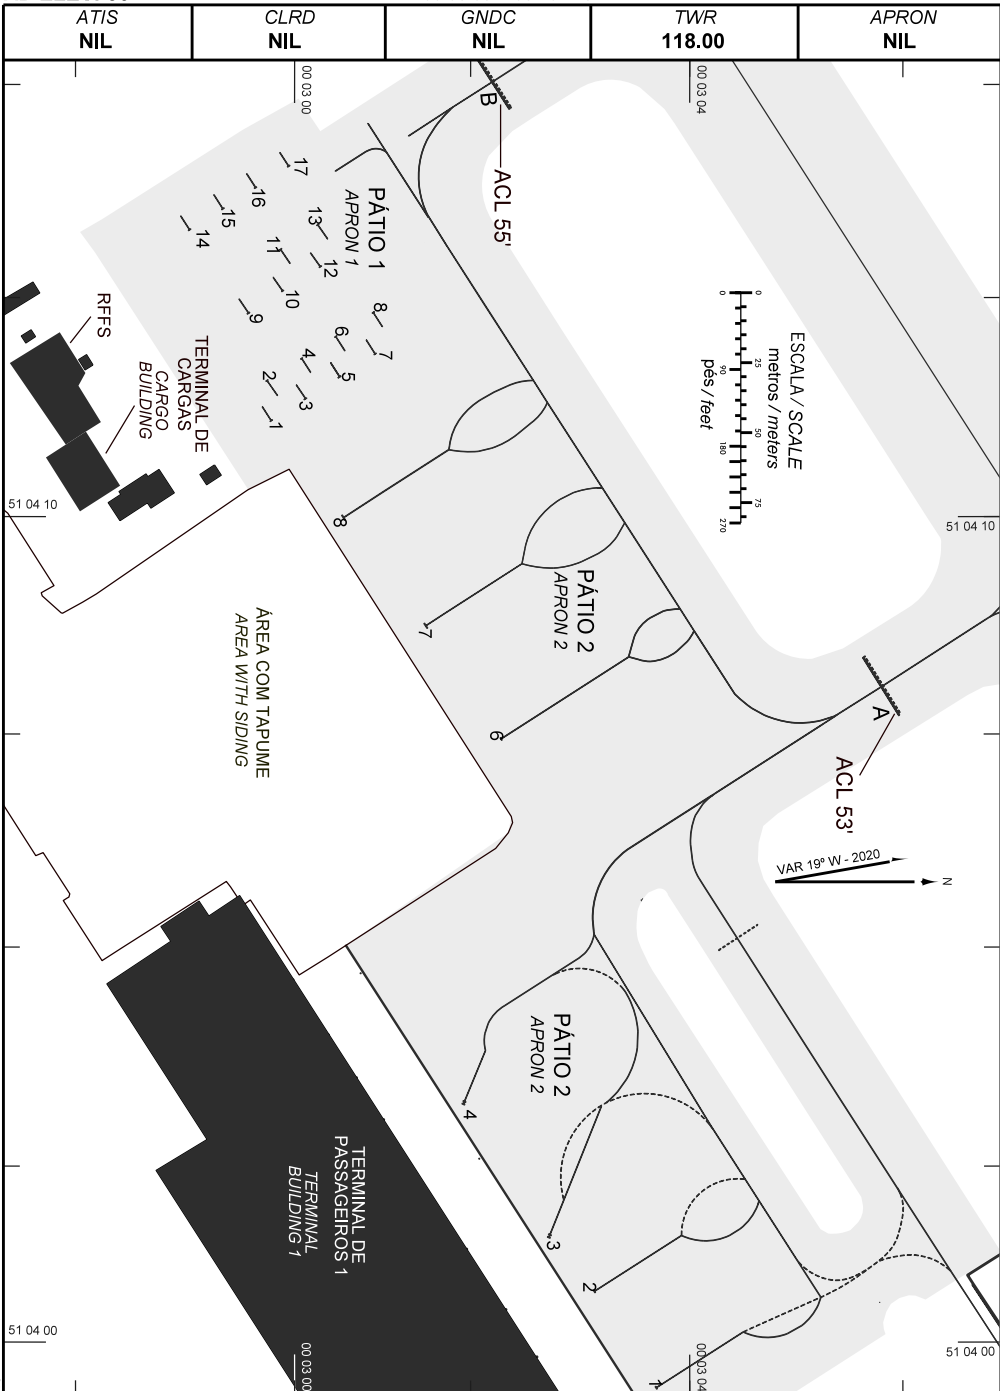 ATIS
NIL
CLRD
NIL
GNDC
NIL
TWR
118.00
APRON
NIL
00 03 00
00 03 04
B
ACL 55'
PÁTIO 1
APRON 1
17
16
15
14
13
12
11
10
9
8
7
6
5
4
3
2
1
RFFS
TERMINAL DE
CARGAS
CARGO
BUILDING
ESCALA / SCALE
metros / meters
0
25
50
75
0
90
180
270
pés / feet
51 04 10
51 04 10
8
7
6
PÁTIO 2
APRON 2
ÁREA COM TAPUME
AREA WITH SIDING
A
ACL 53'
VAR 19º W - 2020
N
PÁTIO 2
APRON 2
4
3
2
1
TERMINAL DE
PASSAGEIROS 1
TERMINAL
BUILDING 1
51 04 00
51 04 00
00 03 00
00 03 04